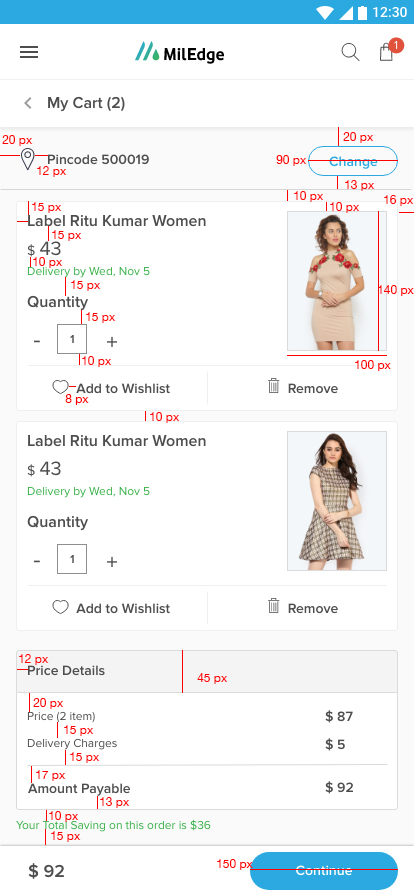 12:30
MilEdge
1
My Cart (2)
20 px
20 px
Pincode 500019
90 px
Change
12 px
13 px
15 px
10 px
10 px
16 px
Label Ritu Kumar Women
15 px
$ 43
10 px
Delivery by Wed, Nov 5
15 px
140 px
Quantity
15 px
- 1 +
10 px
100 px
Add to Wishlist
Remove
8 px
10 px
Label Ritu Kumar Women
$ 43
Delivery by Wed, Nov 5
Quantity
- 1 +
Add to Wishlist
Remove
12 px
Price Details
45 px
20 px
Price (2 item)
$ 87
15 px
Delivery Charges
$ 5
15 px
17 px
Amount Payable
$ 92
13 px
10 px
Your Total Saving on this order is $36
15 px
$ 92
150 px
Continue